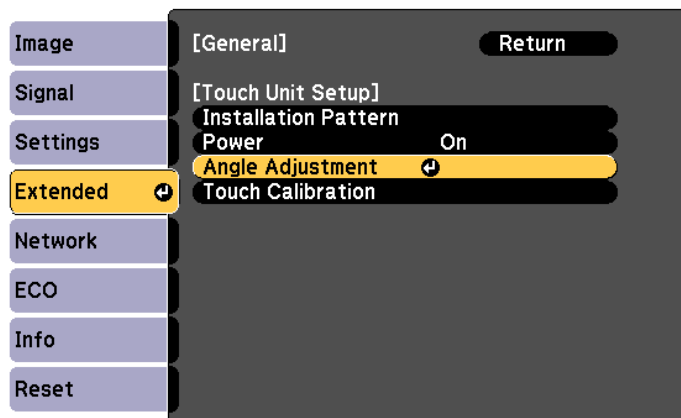 Image
Signal
Settings
Extended
Network
ECO
Info
Reset
[General] Return
[Touch Unit Setup]
Installation Pattern
Power On
Angle Adjustment
Touch Calibration